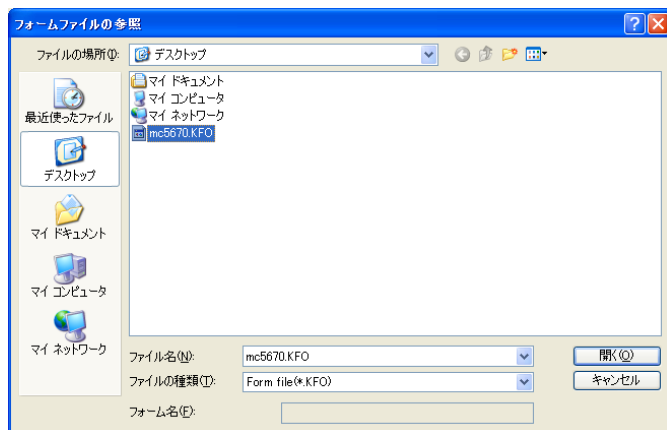 フォームファイルの参照
ファイルの場所(I):
デスクトップ
最近使ったファイル
デスクトップ
マイ ドキュメント
マイ コンピュータ
マイ ネットワーク
マイ ドキュメント
マイ コンピュータ
マイ ネットワーク
mc5670.KFO
ファイル名(N):
mc5670.KFO
開く(O)
ファイルの種類(T):
Form file(*.KFO)
キャンセル
フォーム名(F):